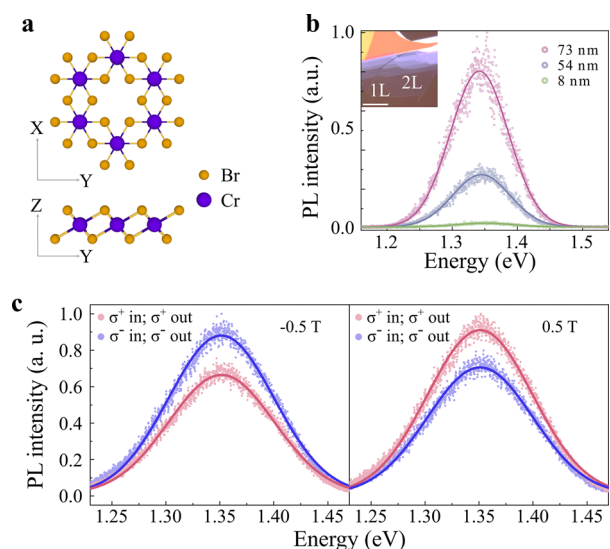 a
X
Y
Z
Y
Br
Cr
b
PL intensity (a.u.)
1.0
0.5
0.0
1.2 1.3 1.4 1.5
Energy (eV)
1L
2L
73 nm
54 nm
8 nm
c
PL intensity (a. u.)
1.0
0.8
0.6
0.4
0.2
0.0
σ⁺ in; σ⁺ out
σ⁻ in; σ⁻ out
-0.5 T
σ⁺ in; σ⁺ out
σ⁻ in; σ⁻ out
0.5 T
1.25 1.30 1.35 1.40 1.45 1.25 1.30 1.35 1.40 1.45
Energy (eV)